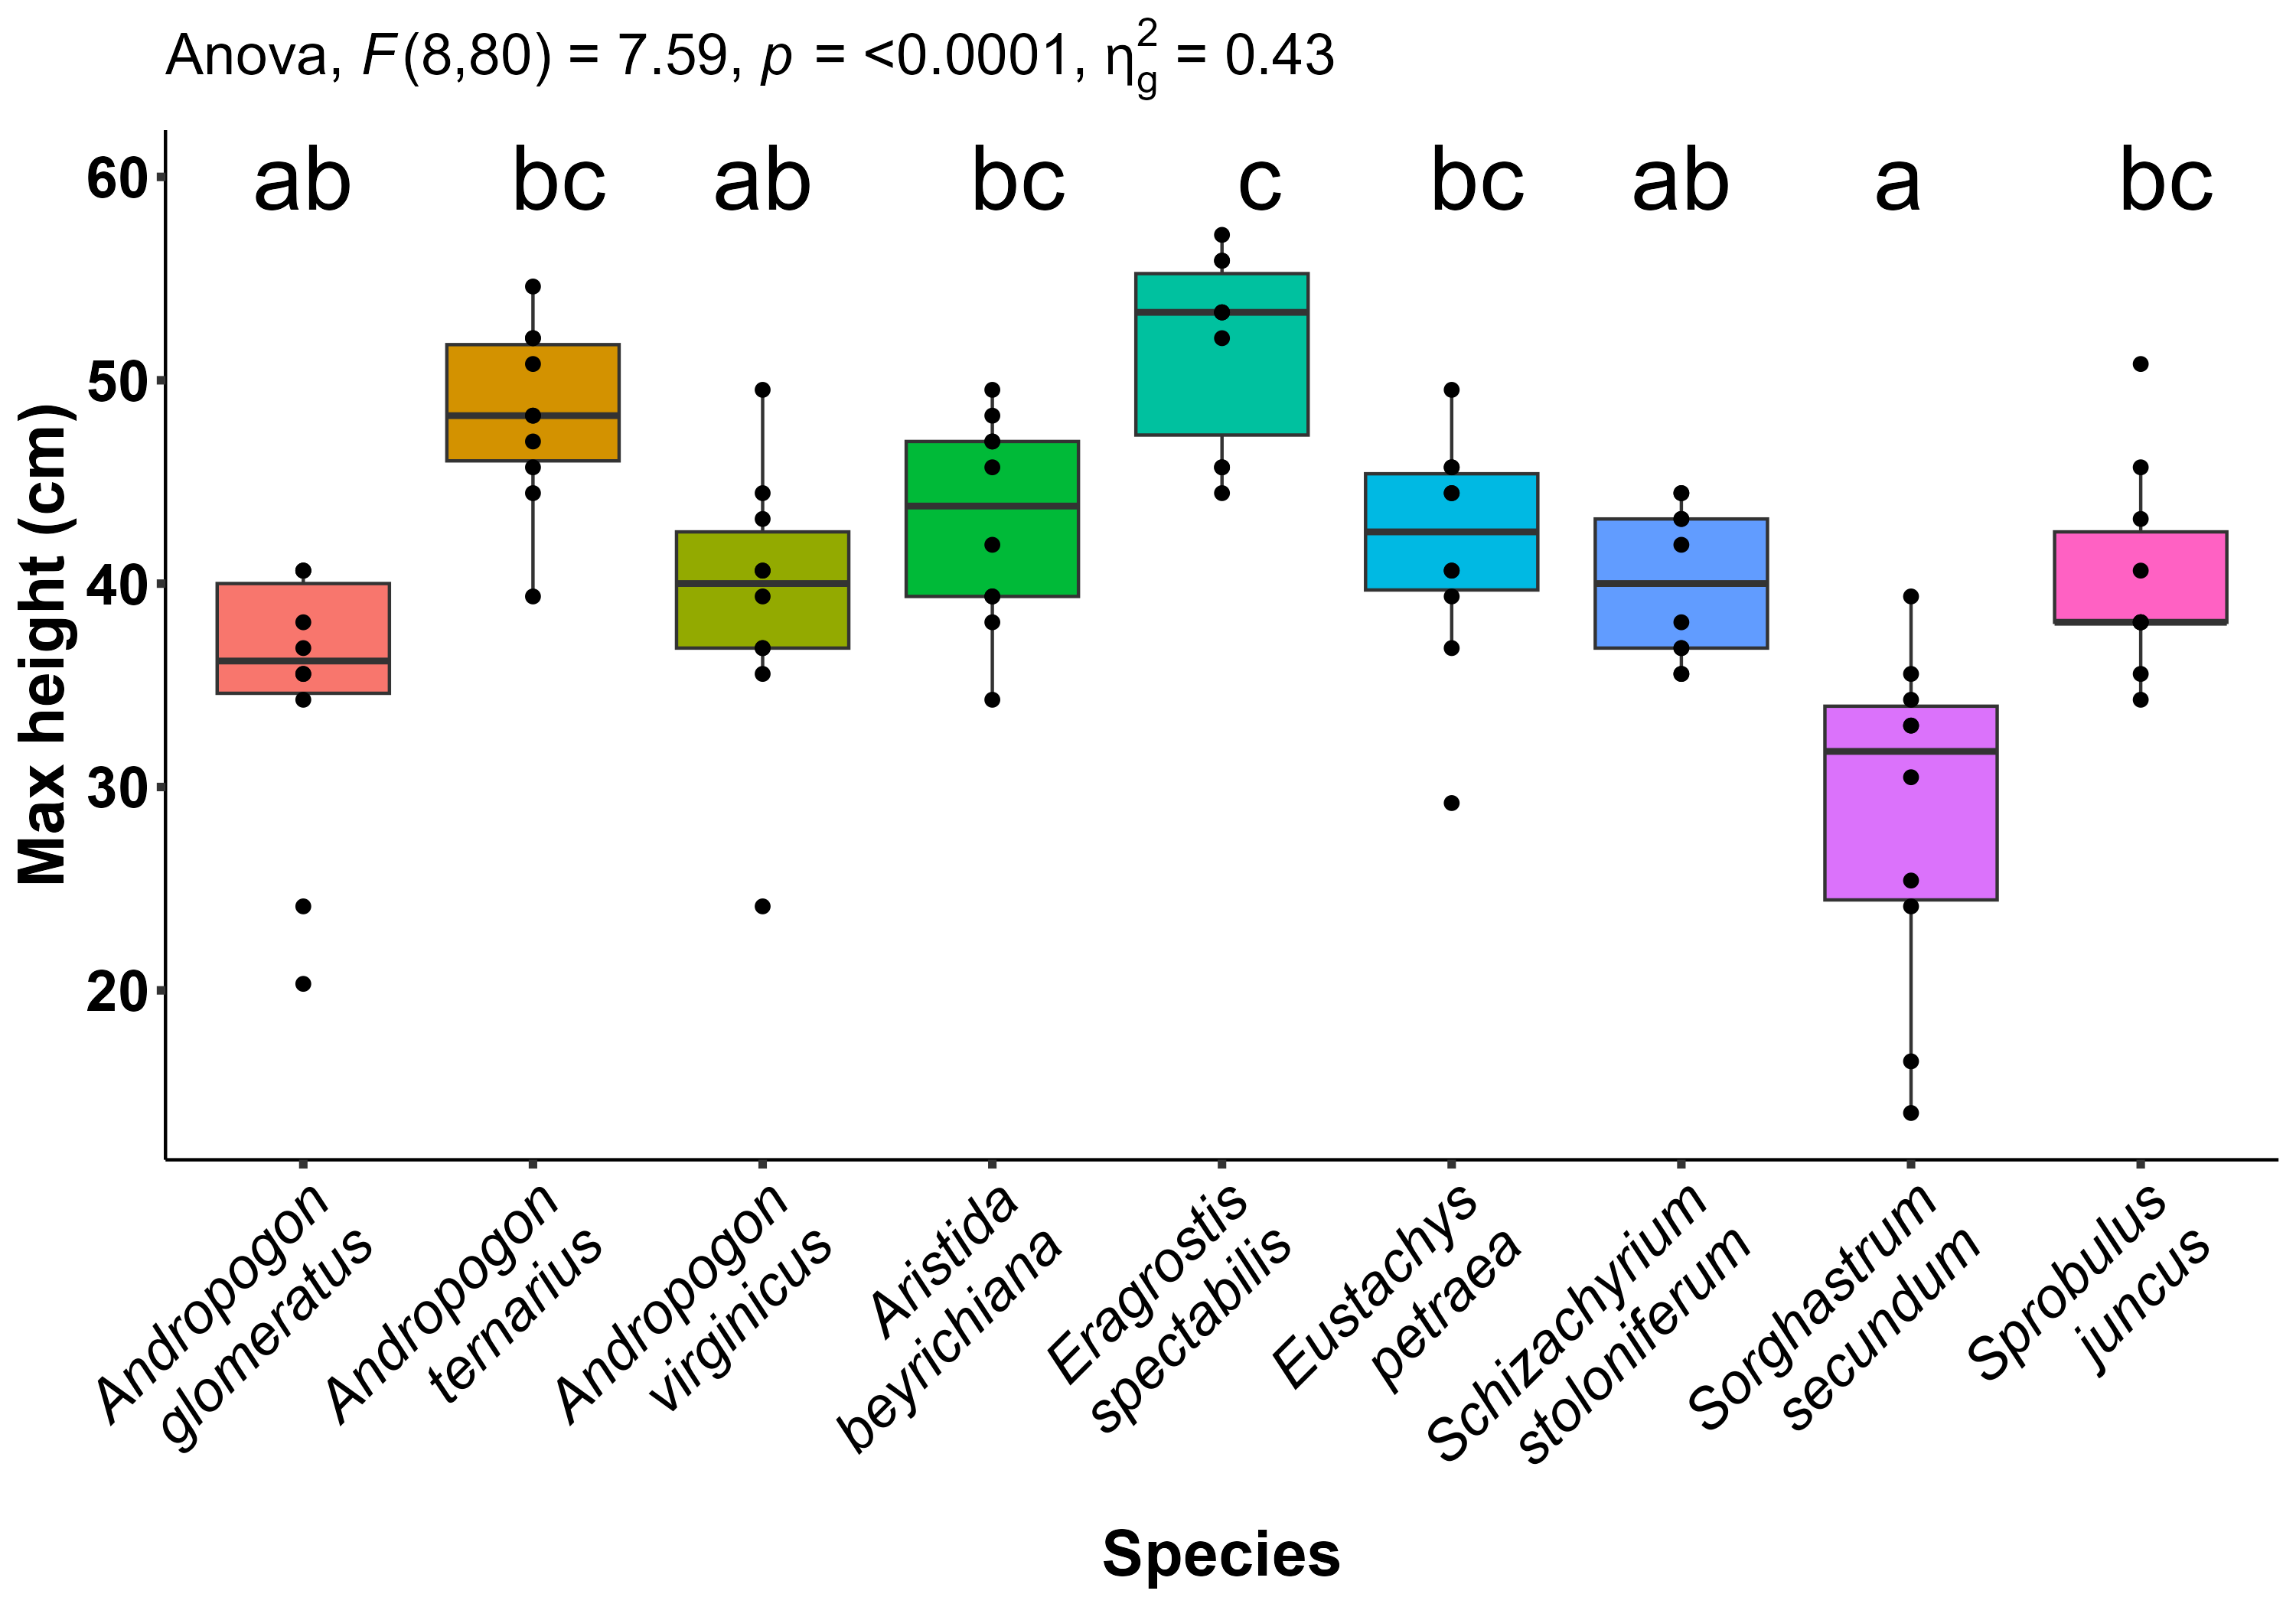 Anova, F(8,80) = 7.59, p = <0.0001, η²g = 0.43
60
50
40
30
20
Max height (cm)
ab bc ab bc c bc ab a bc
Andropogon
glomeratus
Andropogon
ternarius
Andropogon
virginicus
Aristida
beyrichiana
Eragrostis
spectabilis
Eustachys
petraea
Schizachyrium
stoloniferum
Sorghastrum
secundum
Sprobulus
juncus
Species